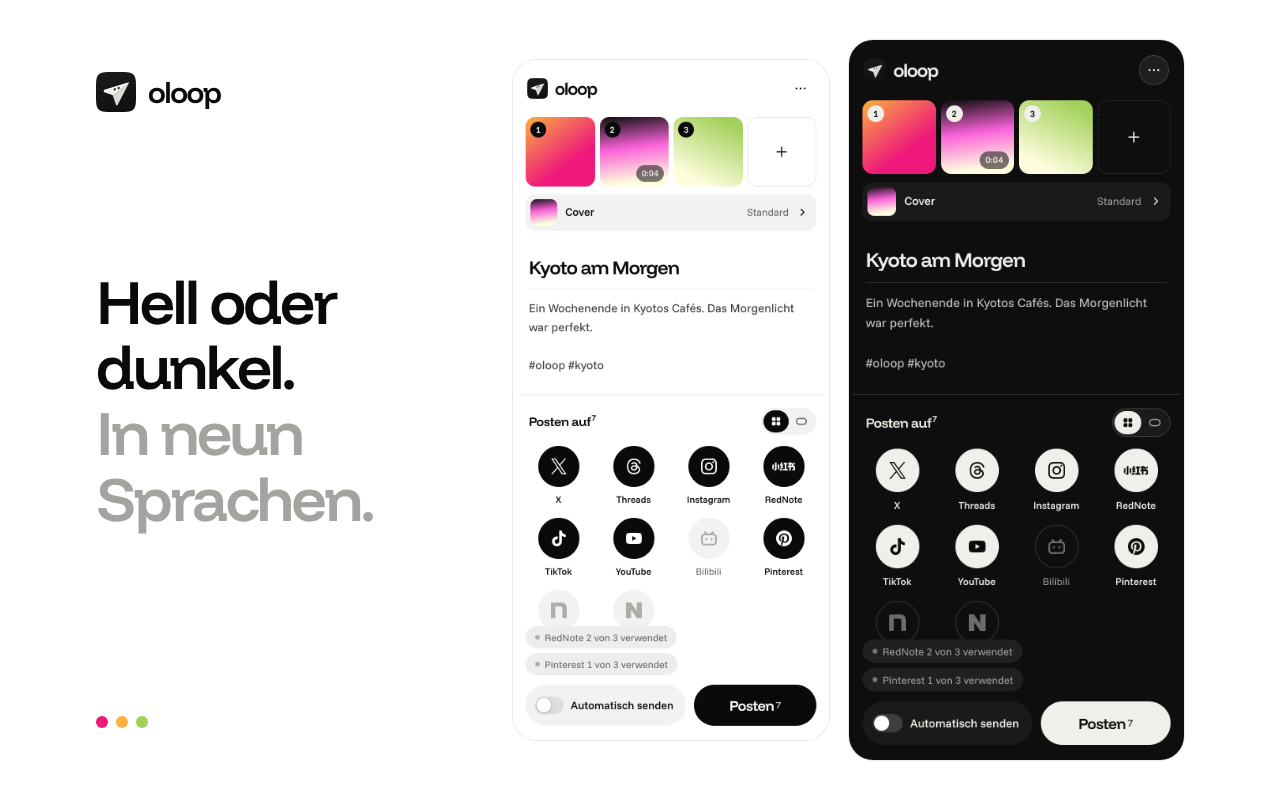 oloop
Hell oder
dunkel.
In neun
Sprachen.
oloop
1
2
3
0:04
Cover
Standard
Kyoto am Morgen
Ein Wochenende in Kyotos Cafés. Das Morgenlicht
war perfekt.
#oloop #kyoto
Posten auf7
小红书
X
Threads
Instagram
RedNote
TikTok
YouTube
Bilibili
Pinterest
RedNote 2 von 3 verwendet
Pinterest 1 von 3 verwendet
Automatisch senden
Posten 7
oloop
1
2
3
0:04
Cover
Standard
Kyoto am Morgen
Ein Wochenende in Kyotos Cafés. Das Morgenlicht
war perfekt.
#oloop #kyoto
Posten auf7
小红书
X
Threads
Instagram
RedNote
TikTok
YouTube
Bilibili
Pinterest
RedNote 2 von 3 verwendet
Pinterest 1 von 3 verwendet
Automatisch senden
Posten 7